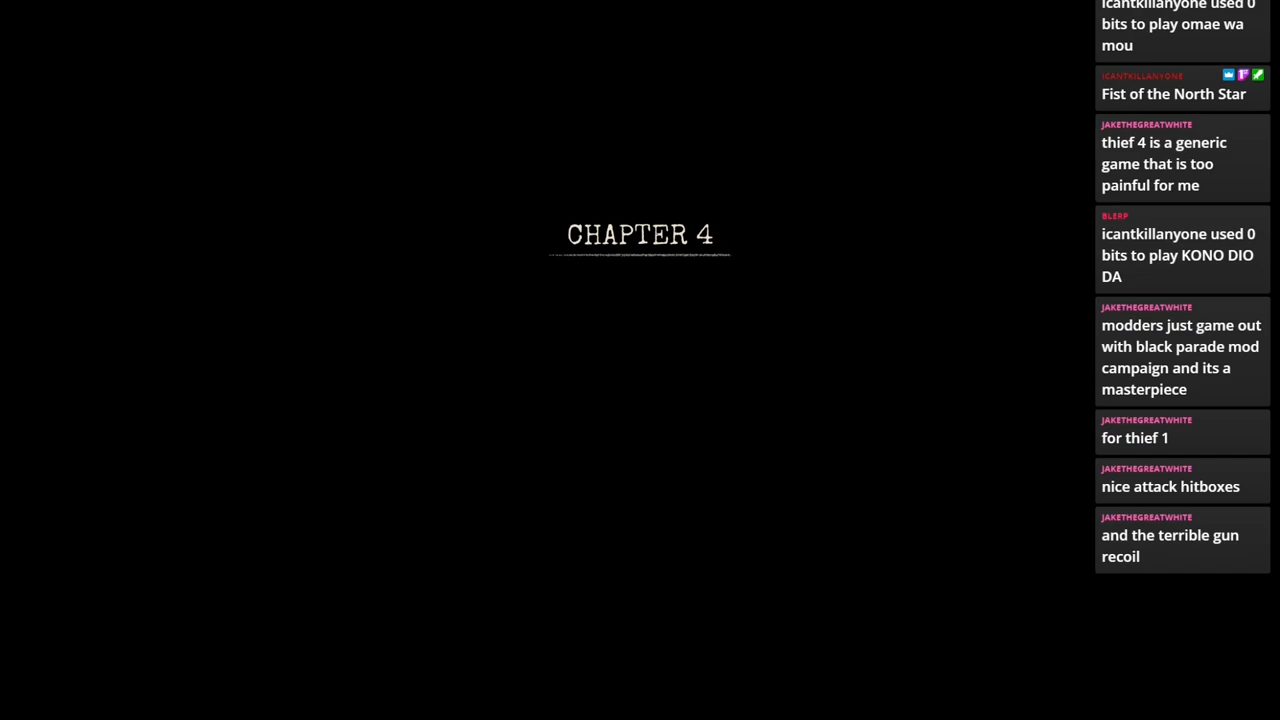 CHAPTER 4
icantkillanyone used 0
bits to play omae wa
mou
ICANTKILLANYONE
Fist of the North Star
JAKETHEGREATWHITE
thief 4 is a generic
game that is too
painful for me
BLERP
icantkillanyone used 0
bits to play KONO DIO
DA
JAKETHEGREATWHITE
modders just game out
with black parade mod
campaign and its a
masterpiece
JAKETHEGREATWHITE
for thief 1
JAKETHEGREATWHITE
nice attack hitboxes
JAKETHEGREATWHITE
and the terrible gun
recoil